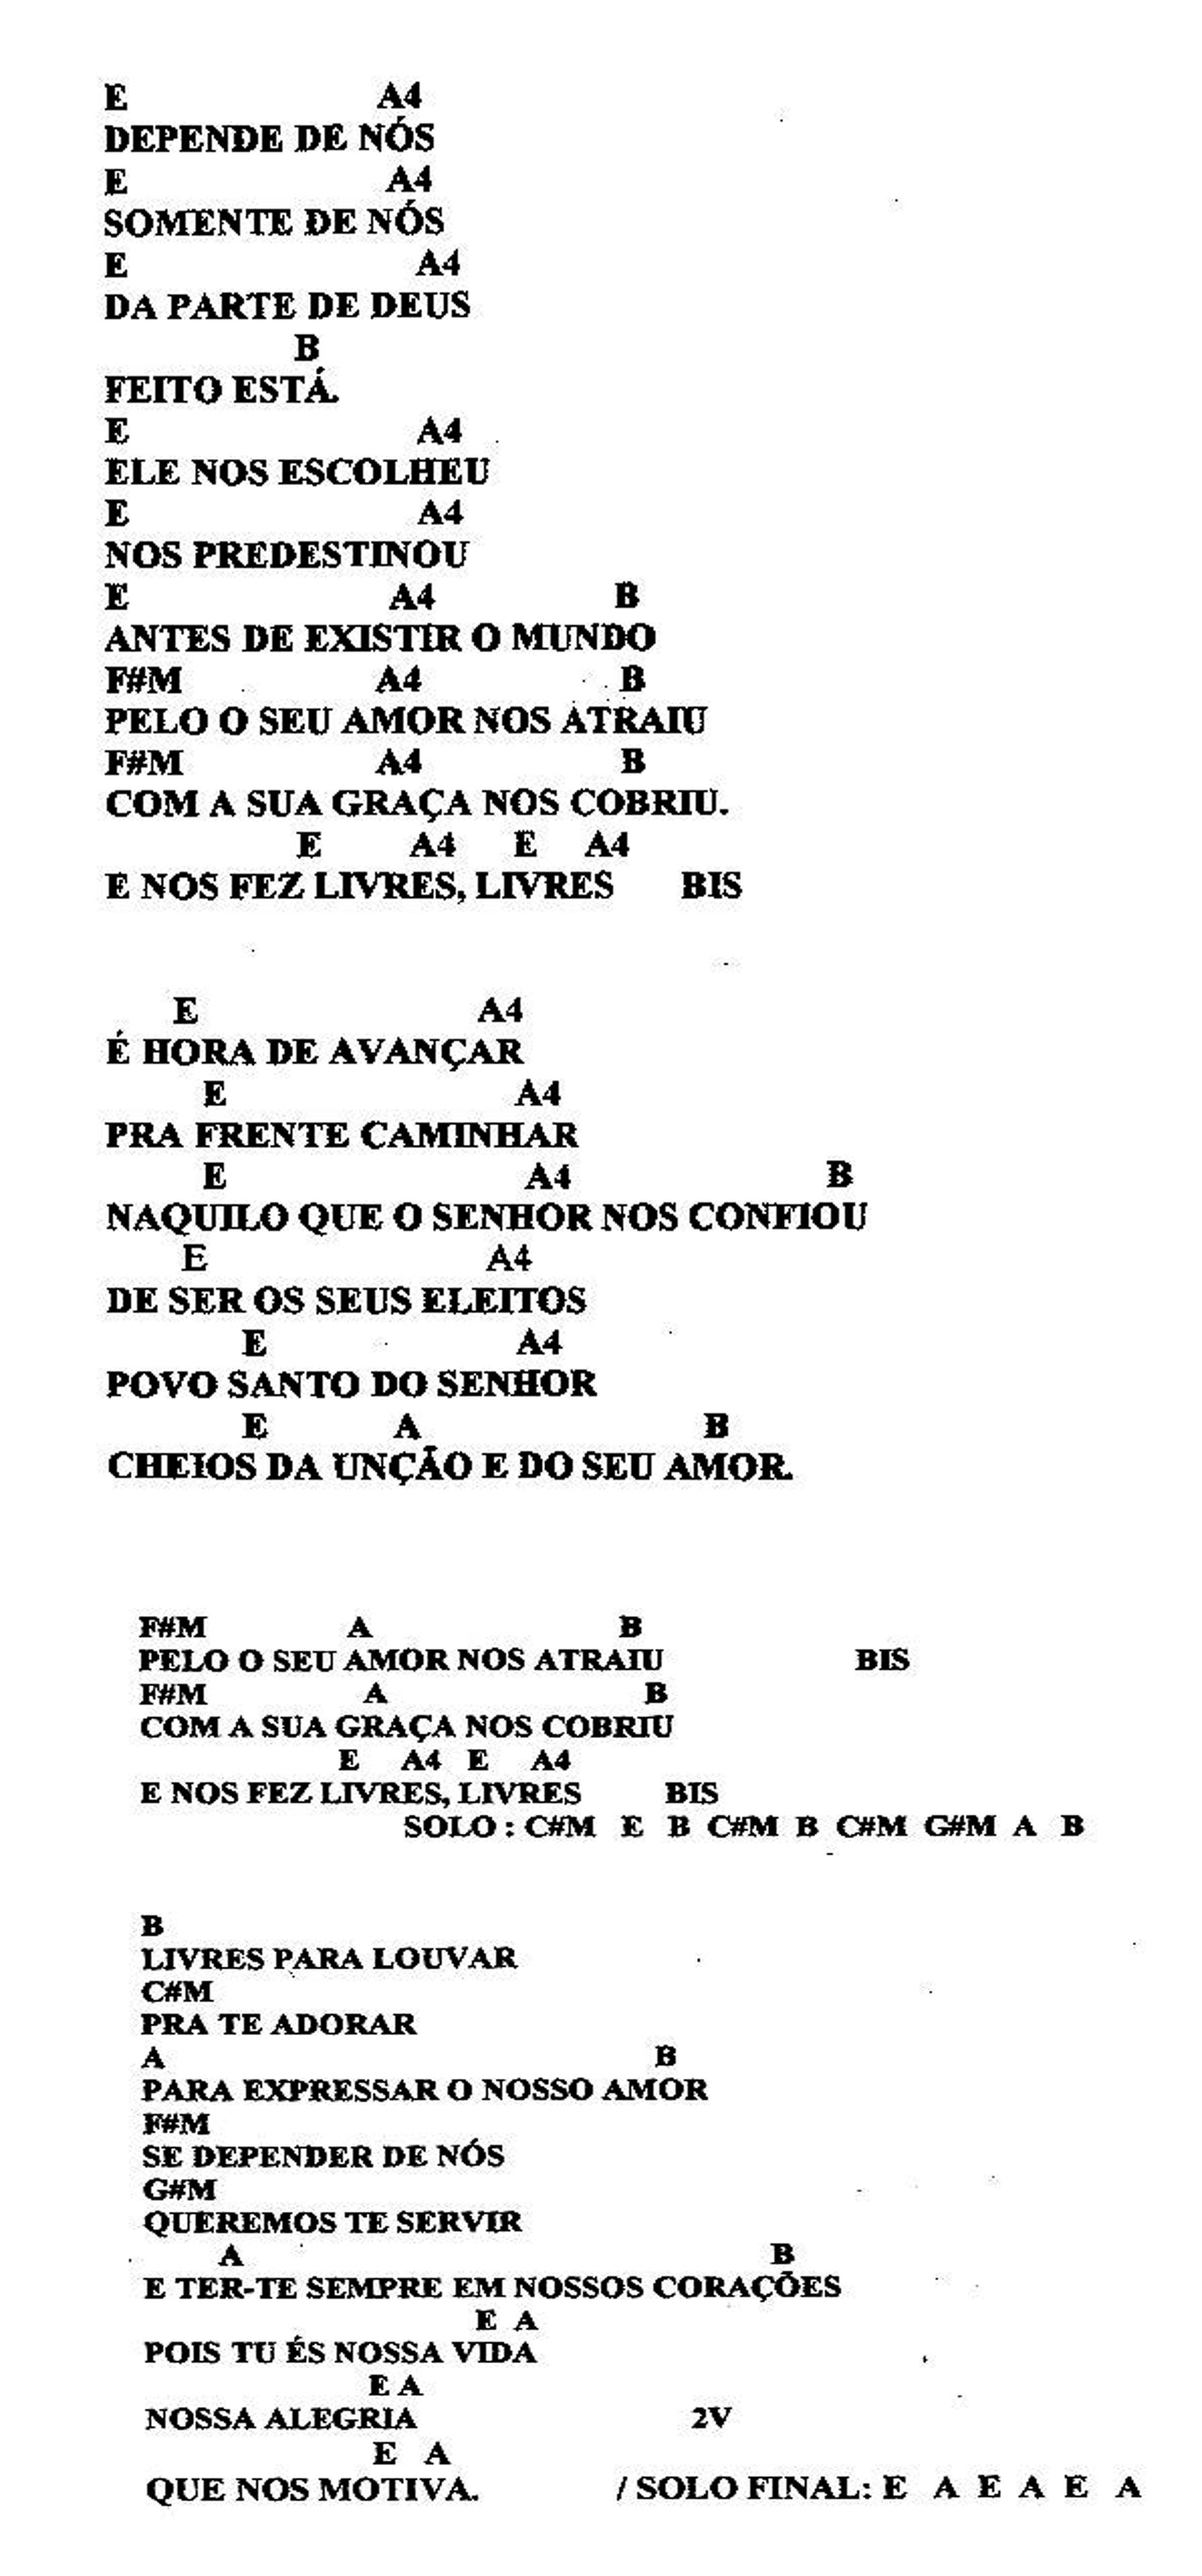 E A4
DEPENDE DE NÓS
E A4
SOMENTE DE NÓS
E A4
DA PARTE DE DEUS
B
FEITO ESTÁ.
E A4
ELE NOS ESCOLHEU
E A4
NOS PREDESTINOU
E A4 B
ANTES DE EXISTIR O MUNDO
F#M A4 B
PELO O SEU AMOR NOS ATRAIU
F#M A4 B
COM A SUA GRAÇA NOS COBRIU.
E A4 E A4
E NOS FEZ LIVRES, LIVRES BIS
E A4
É HORA DE AVANÇAR
E A4
PRA FRENTE CAMINHAR
E A4 B
NAQUILO QUE O SENHOR NOS CONFIOU
E A4
DE SER OS SEUS ELEITOS
E A4
POVO SANTO DO SENHOR
E A B
CHEIOS DA UNÇÃO E DO SEU AMOR.
F#M A B
PELO O SEU AMOR NOS ATRAIU BIS
F#M A B
COM A SUA GRAÇA NOS COBRIU
E A4 E A4
E NOS FEZ LIVRES, LIVRES BIS
SOLO : C#M E B C#M B C#M G#M A B
B
LIVRES PARA LOUVAR
C#M
PRA TE ADORAR
A B
PARA EXPRESSAR O NOSSO AMOR
F#M
SE DEPENDER DE NÓS
G#M
QUEREMOS TE SERVIR
A B
E TER-TE SEMPRE EM NOSSOS CORAÇÕES
E A
POIS TU ÉS NOSSA VIDA
E A
NOSSA ALEGRIA 2V
E A
QUE NOS MOTIVA. / SOLO FINAL: E A E A E A